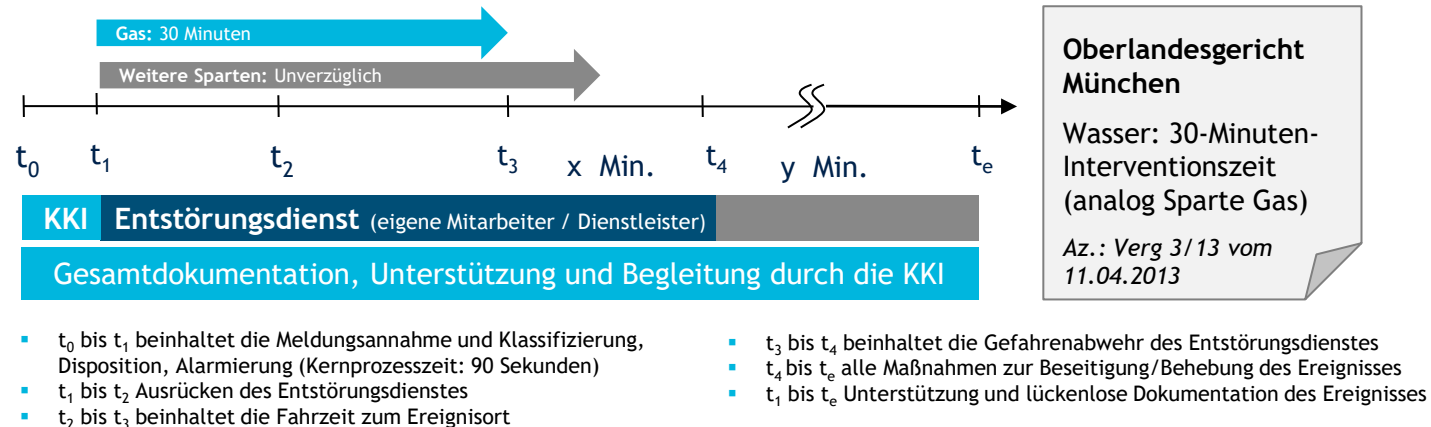 Gas: 30 Minuten
Weitere Sparten: Unverzüglich
t0 t1 t2 t3 x Min. t4 y Min. te
KKI Entstörungsdienst (eigene Mitarbeiter / Dienstleister)
Gesamtdokumentation, Unterstützung und Begleitung durch die KKI
Oberlandesgericht
München
Wasser: 30-Minuten-
Interventionszeit
(analog Sparte Gas)
Az.: Verg 3/13 vom
11.04.2013
t0 bis t1 beinhaltet die Meldungsannahme und Klassifizierung,
Disposition, Alarmierung (Kernprozesszeit: 90 Sekunden)
t1 bis t2 Ausrücken des Entstörungsdienstes
t2 bis t3 beinhaltet die Fahrzeit zum Ereignisort
t3 bis t4 beinhaltet die Gefahrenabwehr des Entstörungsdienstes
t4 bis te alle Maßnahmen zur Beseitigung/Behebung des Ereignisses
t1 bis te Unterstützung und lückenlose Dokumentation des Ereignisses